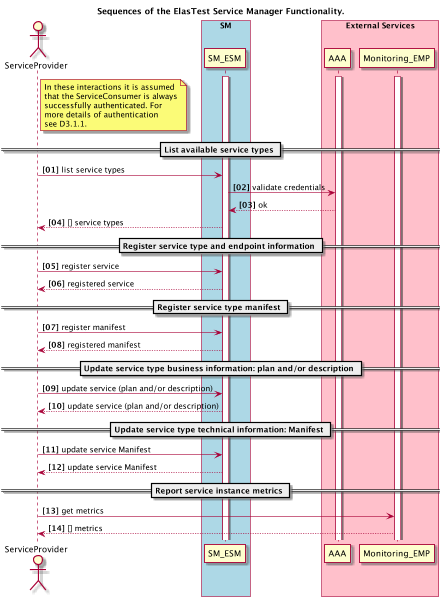 Sequences of the ElasTest Service Manager Functionality.
SM
External Services
ServiceProvider
SM_ESM
AAA
Monitoring_EMP
In these interactions it is assumed
that the ServiceConsumer is always
successfully authenticated. For
more details of authentication
see D3.1.1.
List available service types
[01] list service types
[02] validate credentials
[03] ok
[04] [] service types
Register service type and endpoint information
[05] register service
[06] registered service
Register service type manifest
[07] register manifest
[08] registered manifest
Update service type business information: plan and/or description
[09] update service (plan and/or description)
[10] update service (plan and/or description)
Update service type technical information: Manifest
[11] update service Manifest
[12] update service Manifest
Report service instance metrics
[13] get metrics
[14] [] metrics
ServiceProvider
SM_ESM
AAA
Monitoring_EMP